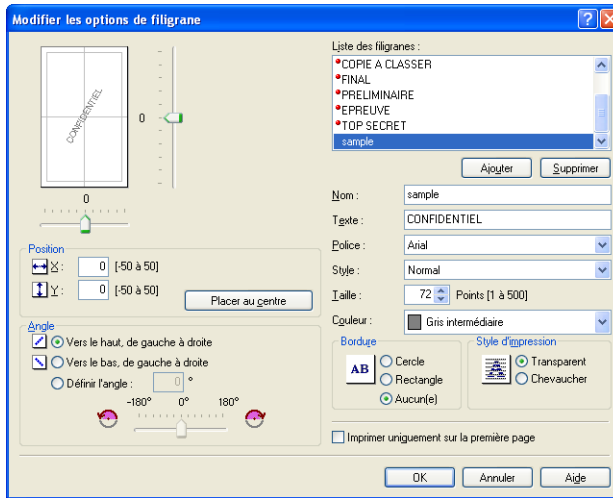 Modifier les options de filigrane
CONFIDENTIEL
0
0
Position
X : 0 [-50 à 50]
Y : 0 [-50 à 50]
Placer au centre
Angle
Vers le haut, de gauche à droite
Vers le bas, de gauche à droite
Définir l'angle : 0 °
-180° 0° 180°
Liste des filigranes :
COPIE A CLASSER
FINAL
PRELIMINAIRE
EPREUVE
TOP SECRET
sample
Ajouter Supprimer
Nom : sample
Texte : CONFIDENTIEL
Police : Arial
Style : Normal
Taille : 72 Points [1 à 500]
Couleur : Gris intermédiaire
Bordure
AB
Cercle
Rectangle
Aucun(e)
Style d'impression
Transparent
Chevaucher
Imprimer uniquement sur la première page
OK Annuler Aide